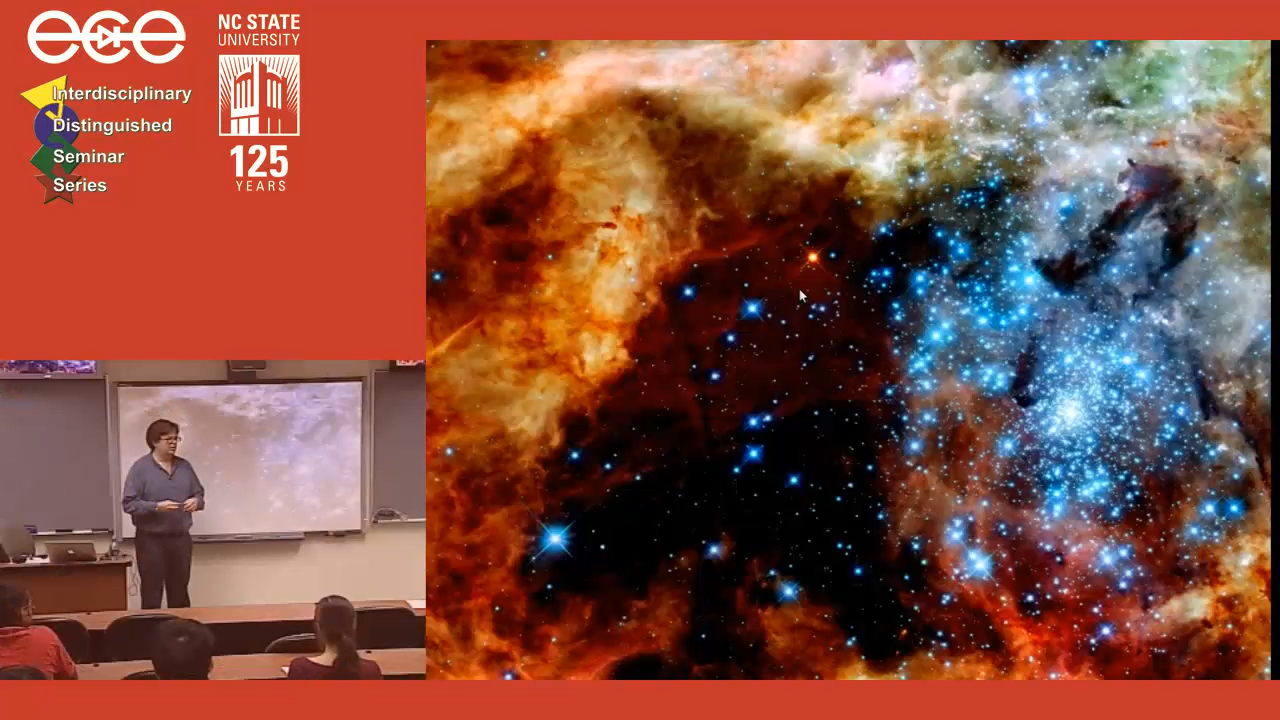 ece
NC STATE
UNIVERSITY
Interdisciplinary
Distinguished
Seminar
Series
125
YEARS